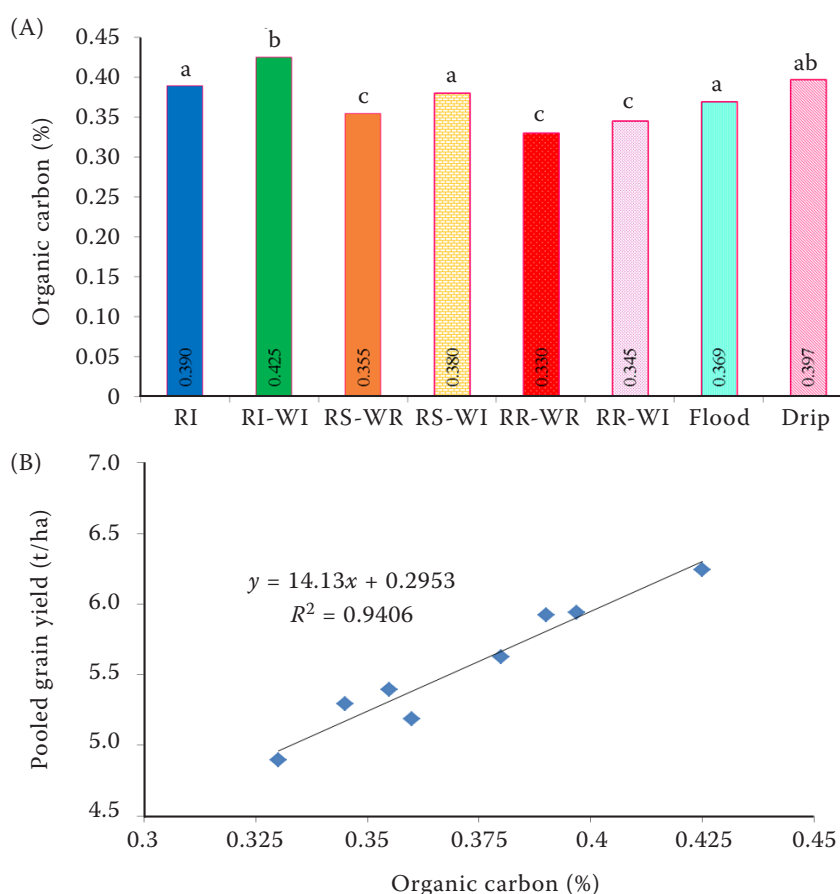 (A)
Organic carbon (%)
0.45
0.40
0.35
0.30
0.25
0.20
0.15
0.10
0.05
0
a
b
c
a
c
c
a
ab
0.390
0.425
0.355
0.380
0.330
0.345
0.369
0.397
RI RI-WI RS-WR RS-WI RR-WR RR-WI Flood Drip
(B)
Pooled grain yield (t/ha)
7.0
6.5
6.0
5.5
5.0
4.5
y = 14.13x + 0.2953
R² = 0.9406
0.3 0.325 0.35 0.375 0.4 0.425 0.45
Organic carbon (%)